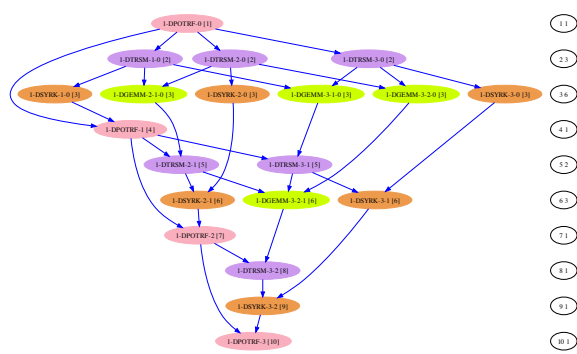 1-DPOTRF-0 [1] 1 1
1-DTRSM-1-0 [2] 1-DTRSM-2-0 [2] 1-DTRSM-3-0 [2] 2 3
1-DSYRK-1-0 [3] 1-DGEMM-2-1-0 [3] 1-DSYRK-2-0 [3] 1-DGEMM-3-1-0 [3] 1-DGEMM-3-2-0 [3] 1-DSYRK-3-0 [3] 3 6
1-DPOTRF-1 [4] 4 1
1-DTRSM-2-1 [5] 1-DTRSM-3-1 [5] 5 2
1-DSYRK-2-1 [6] 1-DGEMM-3-2-1 [6] 1-DSYRK-3-1 [6] 6 3
1-DPOTRF-2 [7] 7 1
1-DTRSM-3-2 [8] 8 1
1-DSYRK-3-2 [9] 9 1
1-DPOTRF-3 [10] 10 1